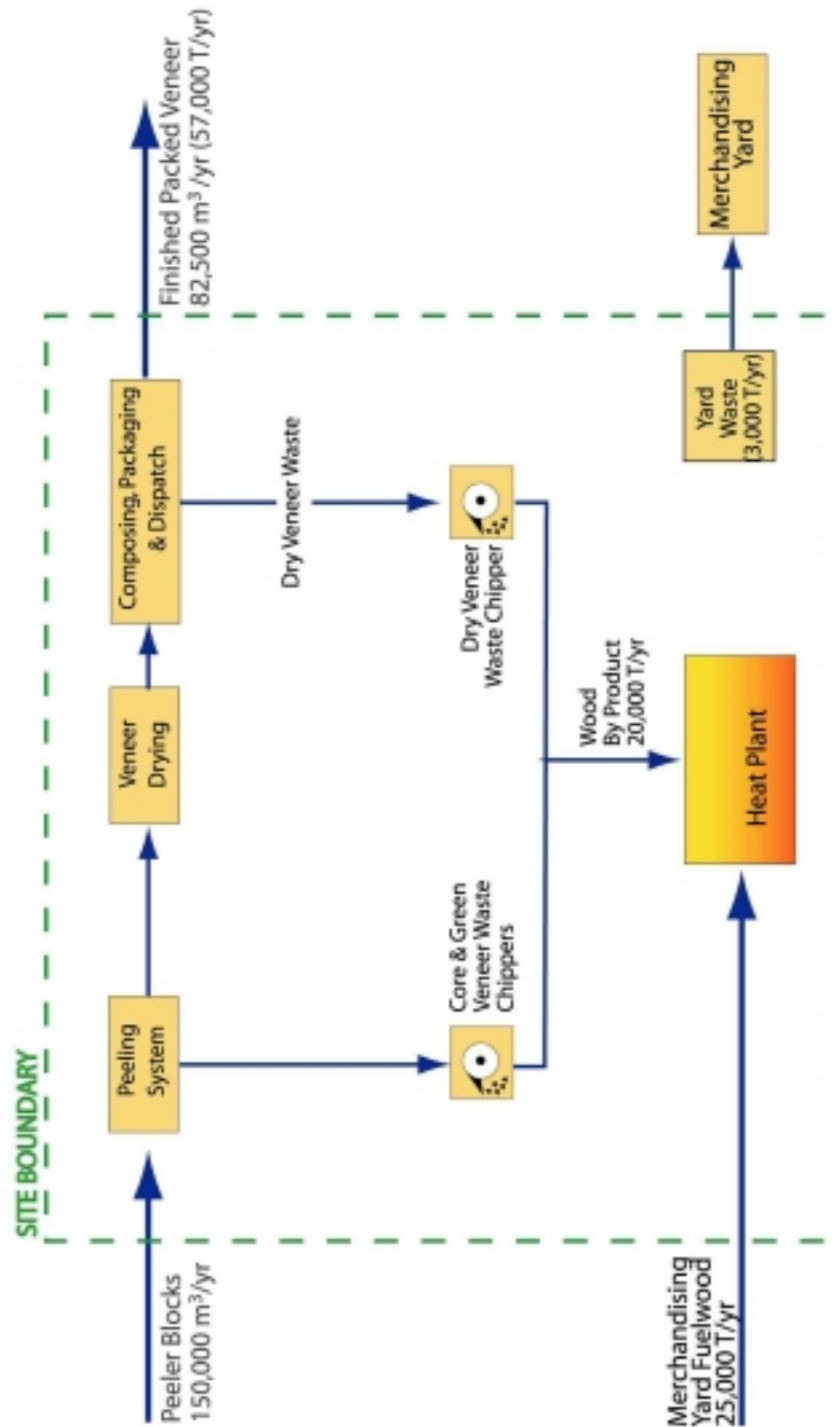 SITE BOUNDARY
Peeler Blocks
150,000 m³/yr
Peeling
System
Veneer
Drying
Composing, Packaging
& Dispatch
Finished Packed Veneer
82,500 m³/yr (57,000 T/yr)
Dry Veneer Waste
Core & Green
Veneer Waste
Chippers
Dry Veneer
Waste Chipper
Wood
By Product
20,000 T/yr
Merchandising
Yard Fuelwood
25,000 T/yr
Heat Plant
Yard
Waste
(3,000 T/yr)
Merchandising
Yard